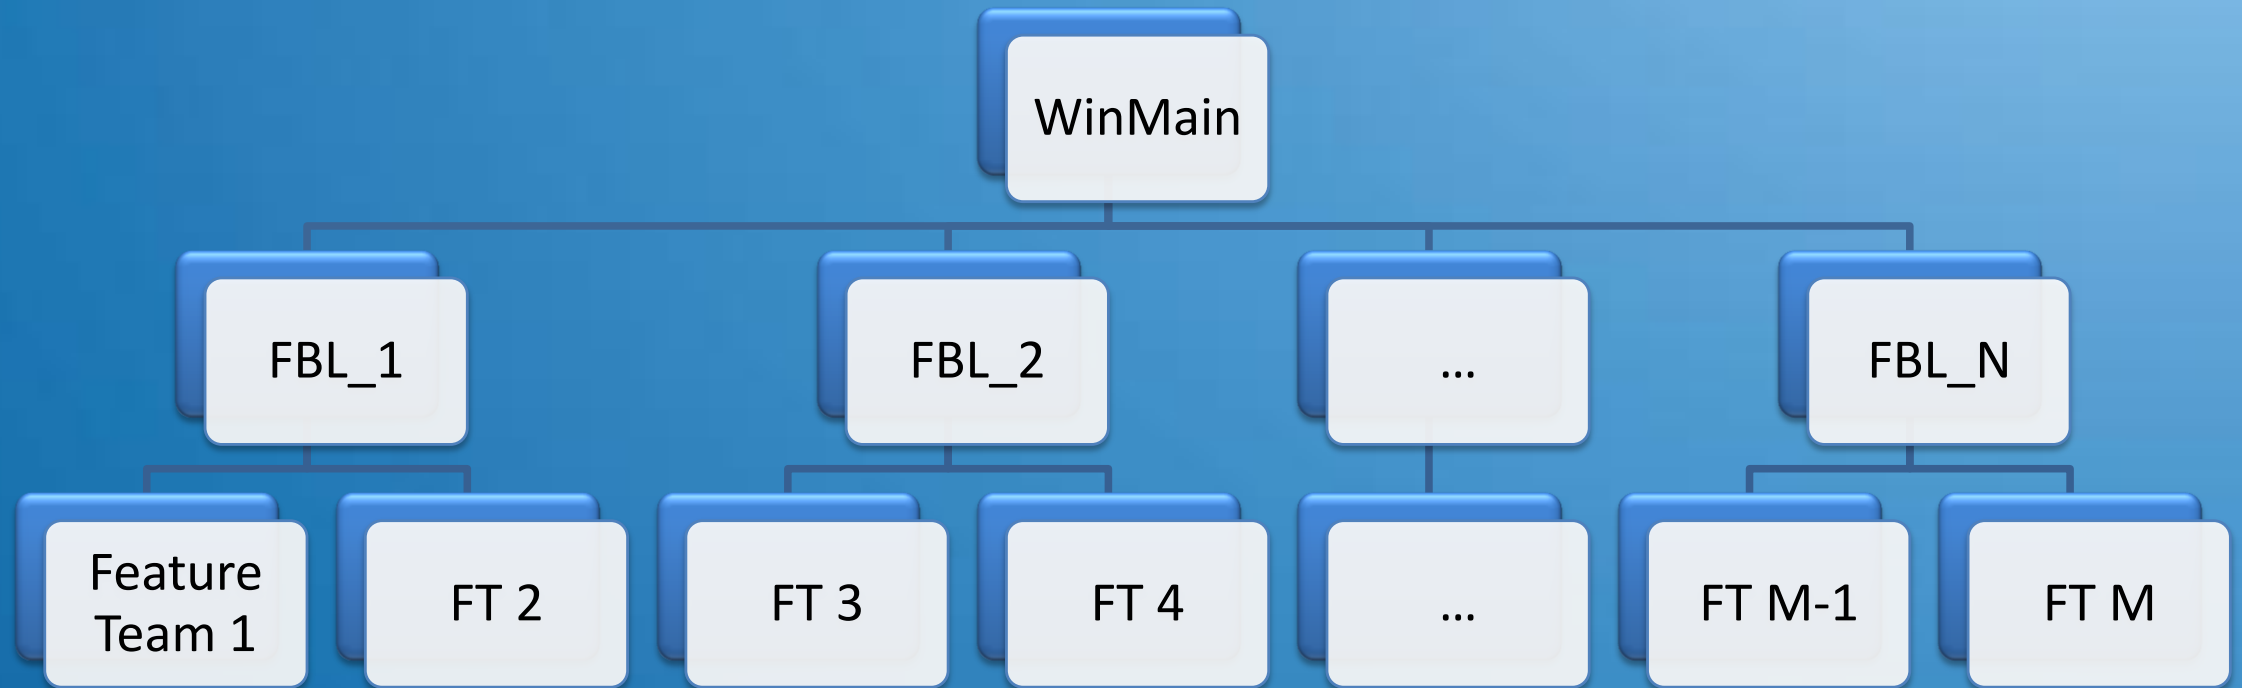 WinMain
FBL_1
FBL_2
...
FBL_N
Feature
Team 1
FT 2
FT 3
FT 4
...
FT M-1
FT M